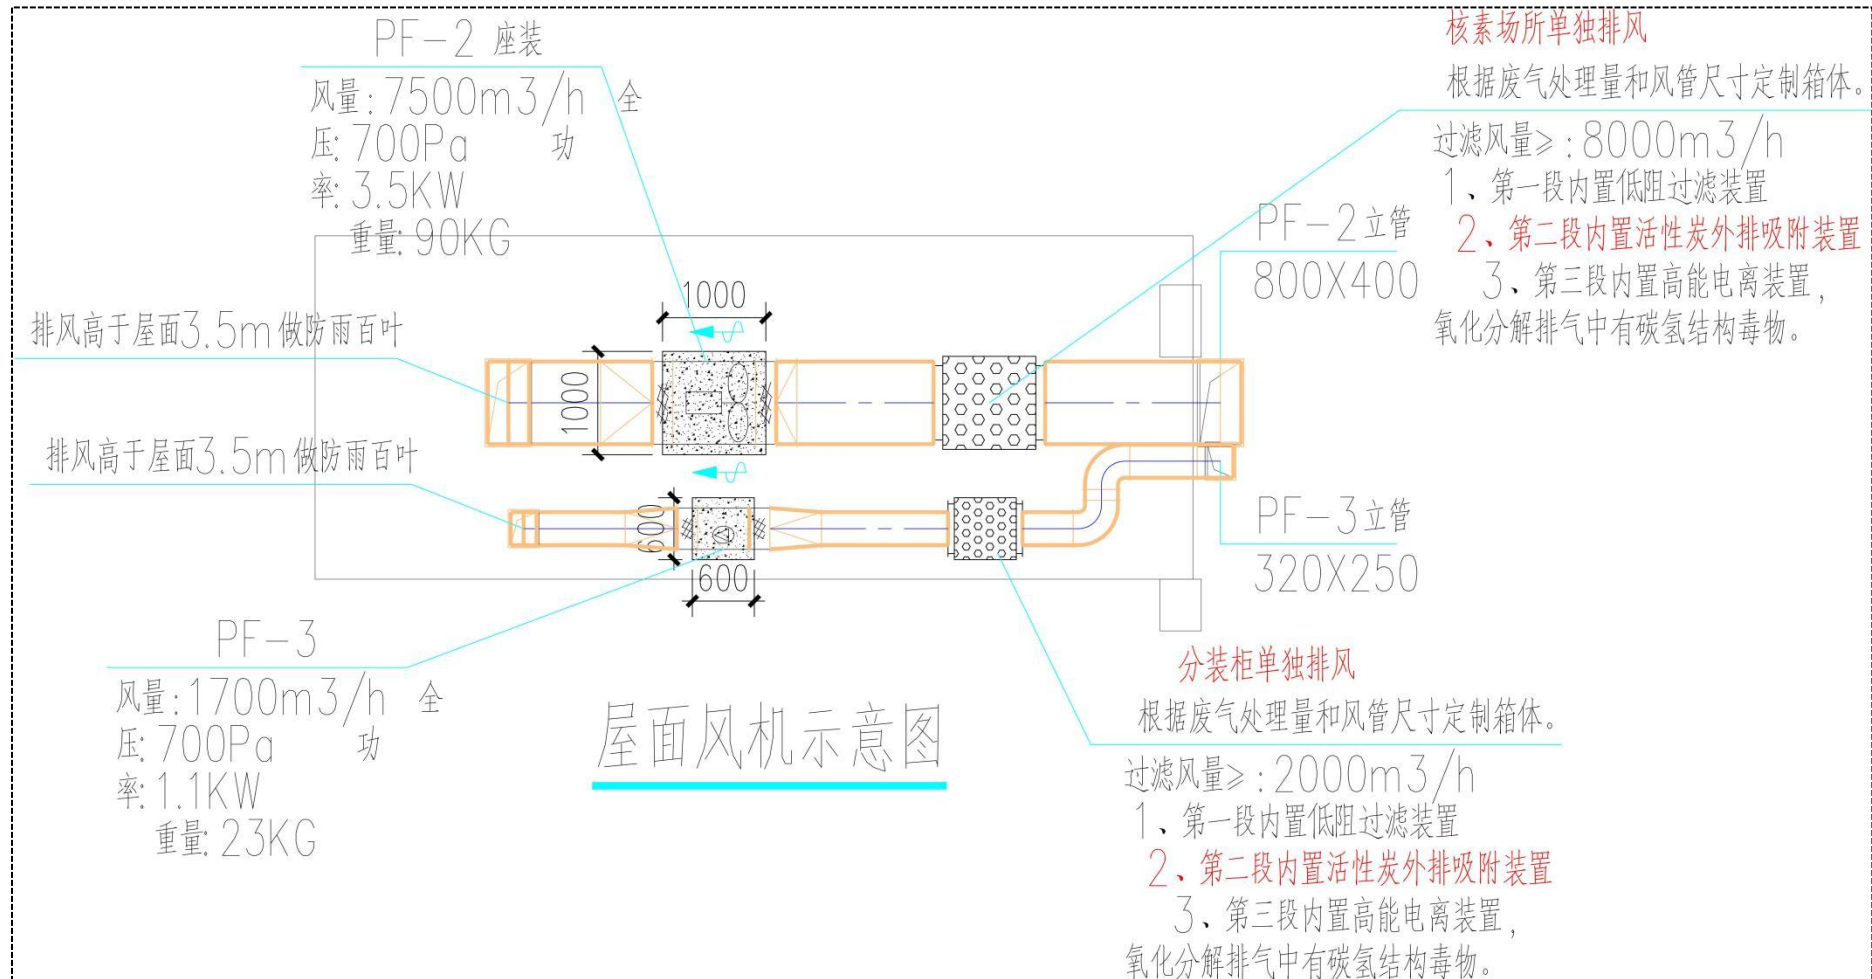 PF-2 座装
风量:7500m3/h 全
压:700Pa 功
率:3.5KW
重量:90KG
核素场所单独排风
根据废气处理量和风管尺寸定制箱体。
过滤风量≥:8000m3/h
1、第一段内置低阻过滤装置
2、第二段内置活性炭外排吸附装置
3、第三段内置高能电离装置,
氧化分解排气中有碳氢结构毒物。
PF-2立管
800X400
1000
1000
排风高于屋面3.5m做防雨百叶
排风高于屋面3.5m做防雨百叶
600
600
PF-3立管
320X250
PF-3
风量:1700m3/h 全
压:700Pa 功
率:1.1KW
重量:23KG
屋面风机示意图
分装柜单独排风
根据废气处理量和风管尺寸定制箱体。
过滤风量≥:2000m3/h
1、第一段内置低阻过滤装置
2、第二段内置活性炭外排吸附装置
3、第三段内置高能电离装置,
氧化分解排气中有碳氢结构毒物。